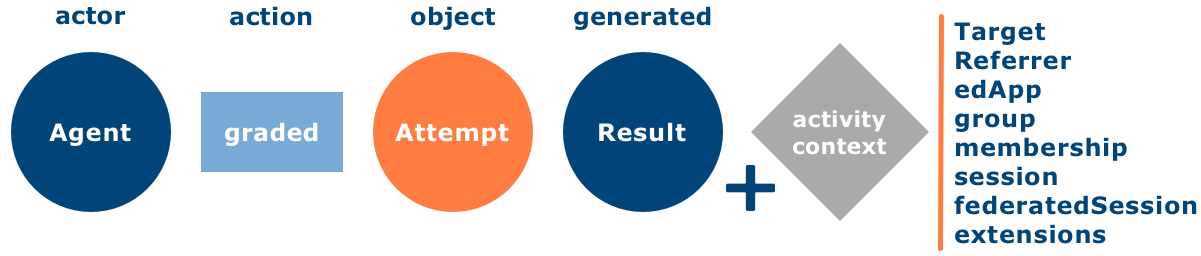 actor
action
object
generated
Agent
graded
Attempt
Result
activity
context
Target
Referrer
edApp
group
membership
session
federatedSession
extensions